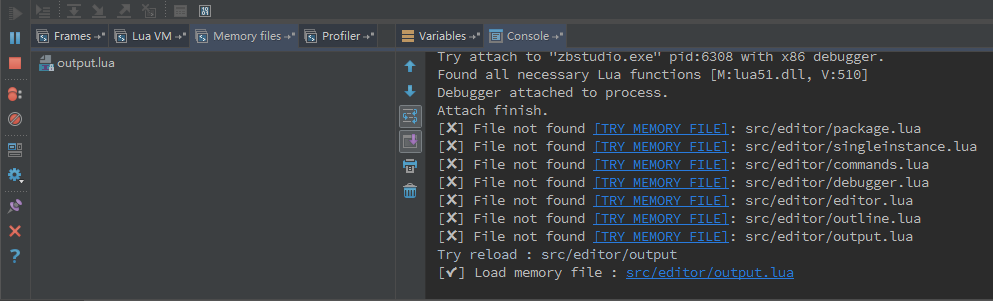 Frames
Lua VM
Memory files
Profiler
Variables
Console
output.lua
Try attach to "zbstudio.exe" pid:6308 with x86 debugger.
Found all necessary Lua functions [M:lua51.dll, V:510]
Debugger attached to process.
Attach finish.
[✘] File not found [TRY MEMORY FILE]: src/editor/package.lua
[✘] File not found [TRY MEMORY FILE]: src/editor/singleinstance.lua
[✘] File not found [TRY MEMORY FILE]: src/editor/commands.lua
[✘] File not found [TRY MEMORY FILE]: src/editor/debugger.lua
[✘] File not found [TRY MEMORY FILE]: src/editor/editor.lua
[✘] File not found [TRY MEMORY FILE]: src/editor/outline.lua
[✘] File not found [TRY MEMORY FILE]: src/editor/output.lua
Try reload : src/editor/output
[✔] Load memory file : src/editor/output.lua